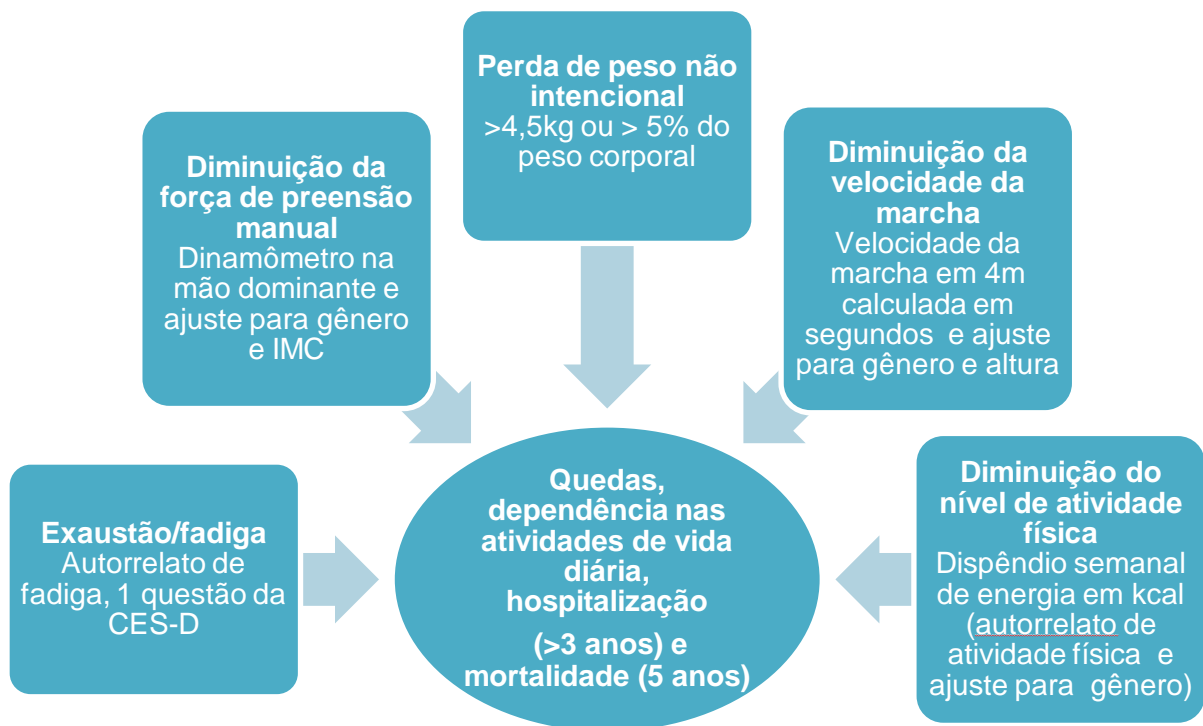 Perda de peso não
intencional
>4,5kg ou > 5% do
peso corporal
Diminuição da
força de preensão
manual
Dinamômetro na
mão dominante e
ajuste para gênero
e IMC
Diminuição da
velocidade da
marcha
Velocidade da
marcha em 4m
calculada em
segundos e ajuste
para gênero e altura
Exaustão/fadiga
Autorrelato de
fadiga, 1 questão da
CES-D
Quedas,
dependência nas
atividades de vida
diária,
hospitalização
(>3 anos) e
mortalidade (5 anos)
Diminuição do
nível de atividade
física
Dispêndio semanal
de energia em kcal
(autorrelato de
atividade física e
ajuste para gênero)